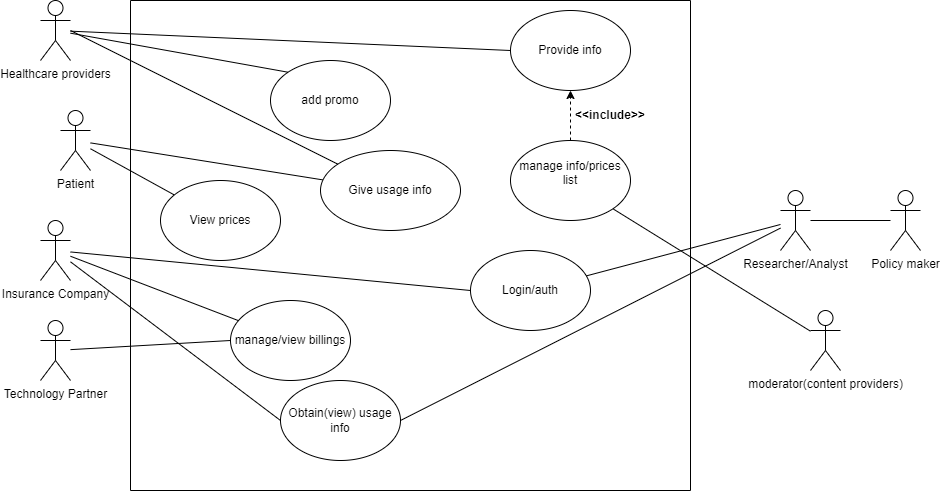 Provide info
Healthcare providers
add promo
<<include>>
manage info/prices
list
Patient
Give usage info
View prices
Researcher/Analyst
Policy maker
Insurance Company
Login/auth
manage/view billings
Technology Partner
moderator(content providers)
Obtain(view) usage
info